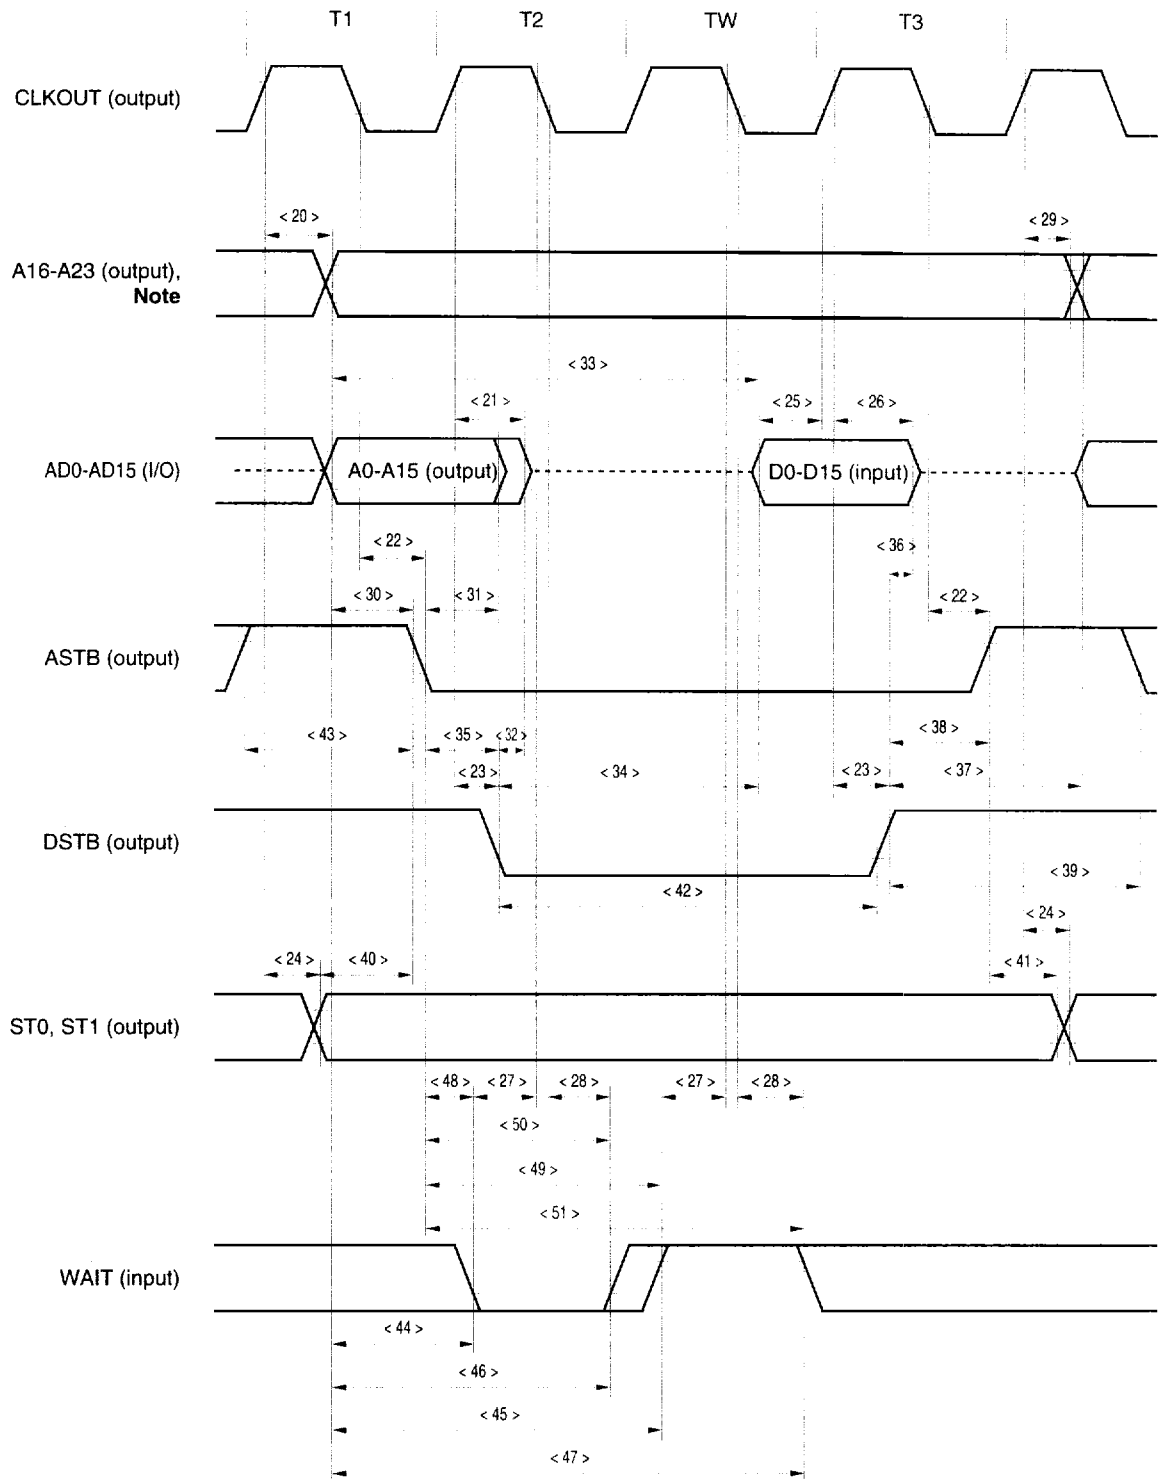 T1 T2 TW T3
CLKOUT (output)
< 20 > < 29 >
A16-A23 (output),
Note
< 33 >
< 21 > < 25 > < 26 >
AD0-AD15 (I/O) A0-A15 (output) D0-D15 (input)
< 22 > < 36 >
< 30 > < 31 > < 22 >
ASTB (output)
< 43 > < 35 > < 32 > < 38 >
< 23 > < 34 > < 23 > < 37 >
DSTB (output)
< 42 > < 39 >
< 24 >
< 24 > < 40 > < 41 >
ST0, ST1 (output)
< 48 > < 27 > < 28 > < 27 > < 28 >
< 50 >
< 49 >
< 51 >
WAIT (input)
< 44 >
< 46 >
< 45 >
< 47 >